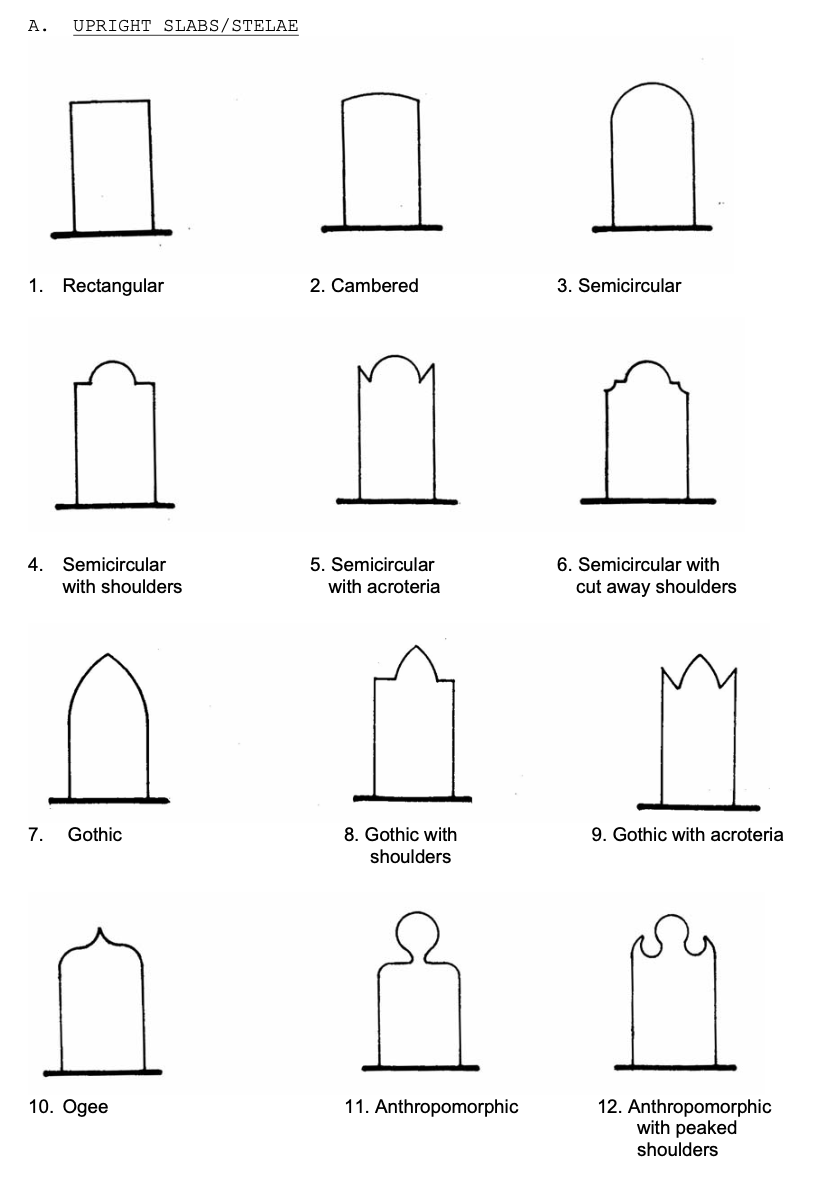 A. UPRIGHT SLABS/STELAE
1. Rectangular
2. Cambered
3. Semicircular
4. Semicircular
with shoulders
5. Semicircular
with acroteria
6. Semicircular with
cut away shoulders
7. Gothic
8. Gothic with
shoulders
9. Gothic with acroteria
10. Ogee
11. Anthropomorphic
12. Anthropomorphic
with peaked
shoulders